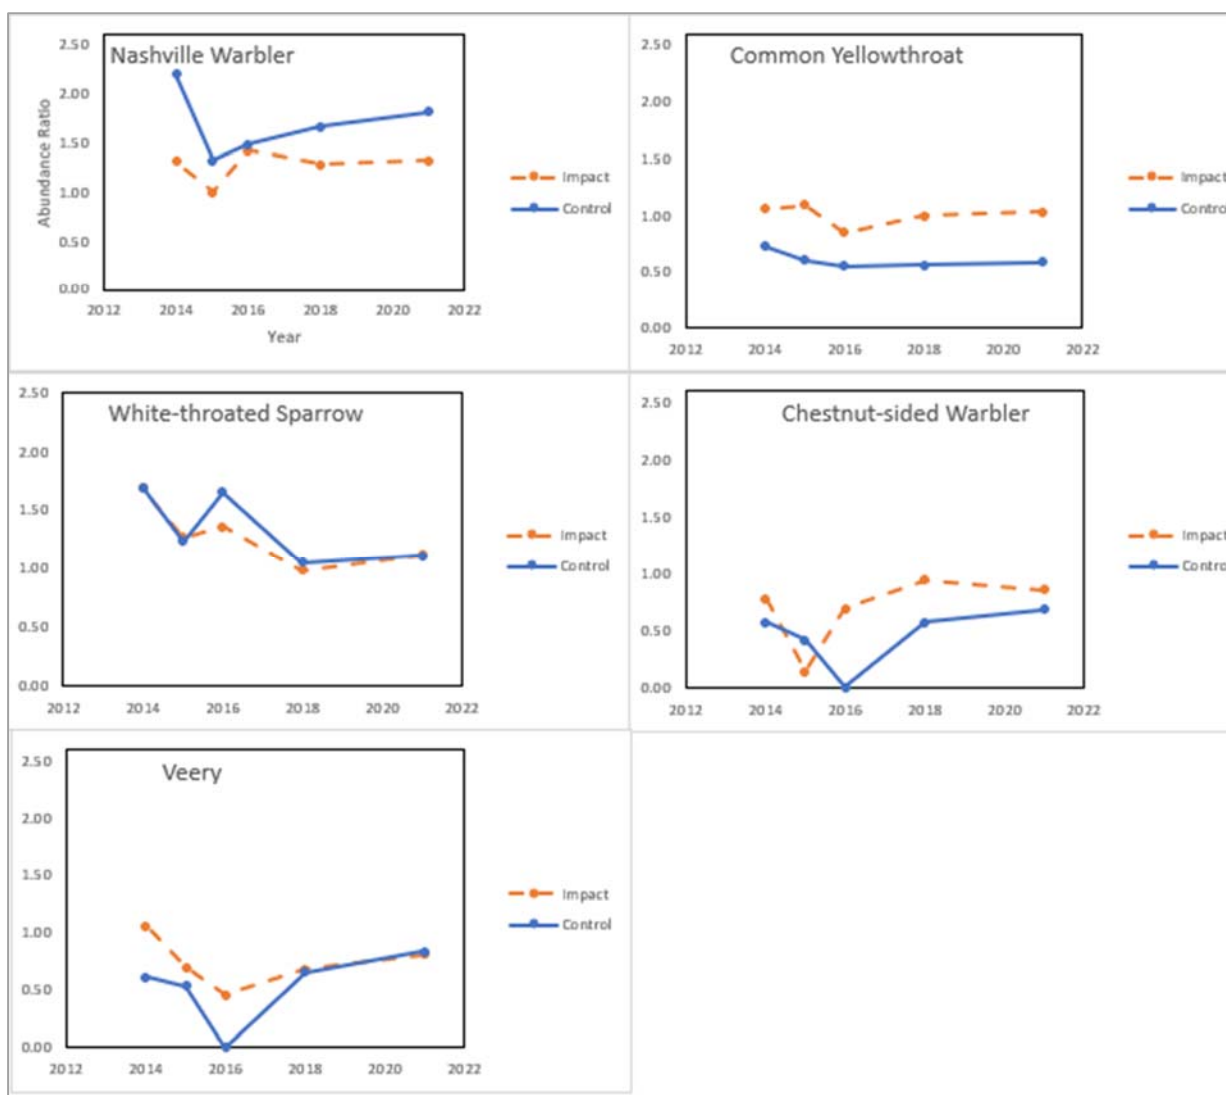 Nashville Warbler
2.50
2.00
1.50
1.00
0.50
0.00
Abundance Ratio
2012 2014 2016 2018 2020 2022
Year
Impact
Control
Common Yellowthroat
2.50
2.00
1.50
1.00
0.50
0.00
2012 2014 2016 2018 2020 2022
Impact
Contro
White-throated Sparrow
2.50
2.00
1.50
1.00
0.50
0.00
2012 2014 2016 2018 2020 2022
Impact
Control
Chestnut-sided Warbler
2.50
2.00
1.50
1.00
0.50
0.00
2012 2014 2016 2018 2020 2022
Impact
Contro
Veery
2.50
2.00
1.50
1.00
0.50
0.00
2012 2014 2016 2018 2020 2022
Impact
Control